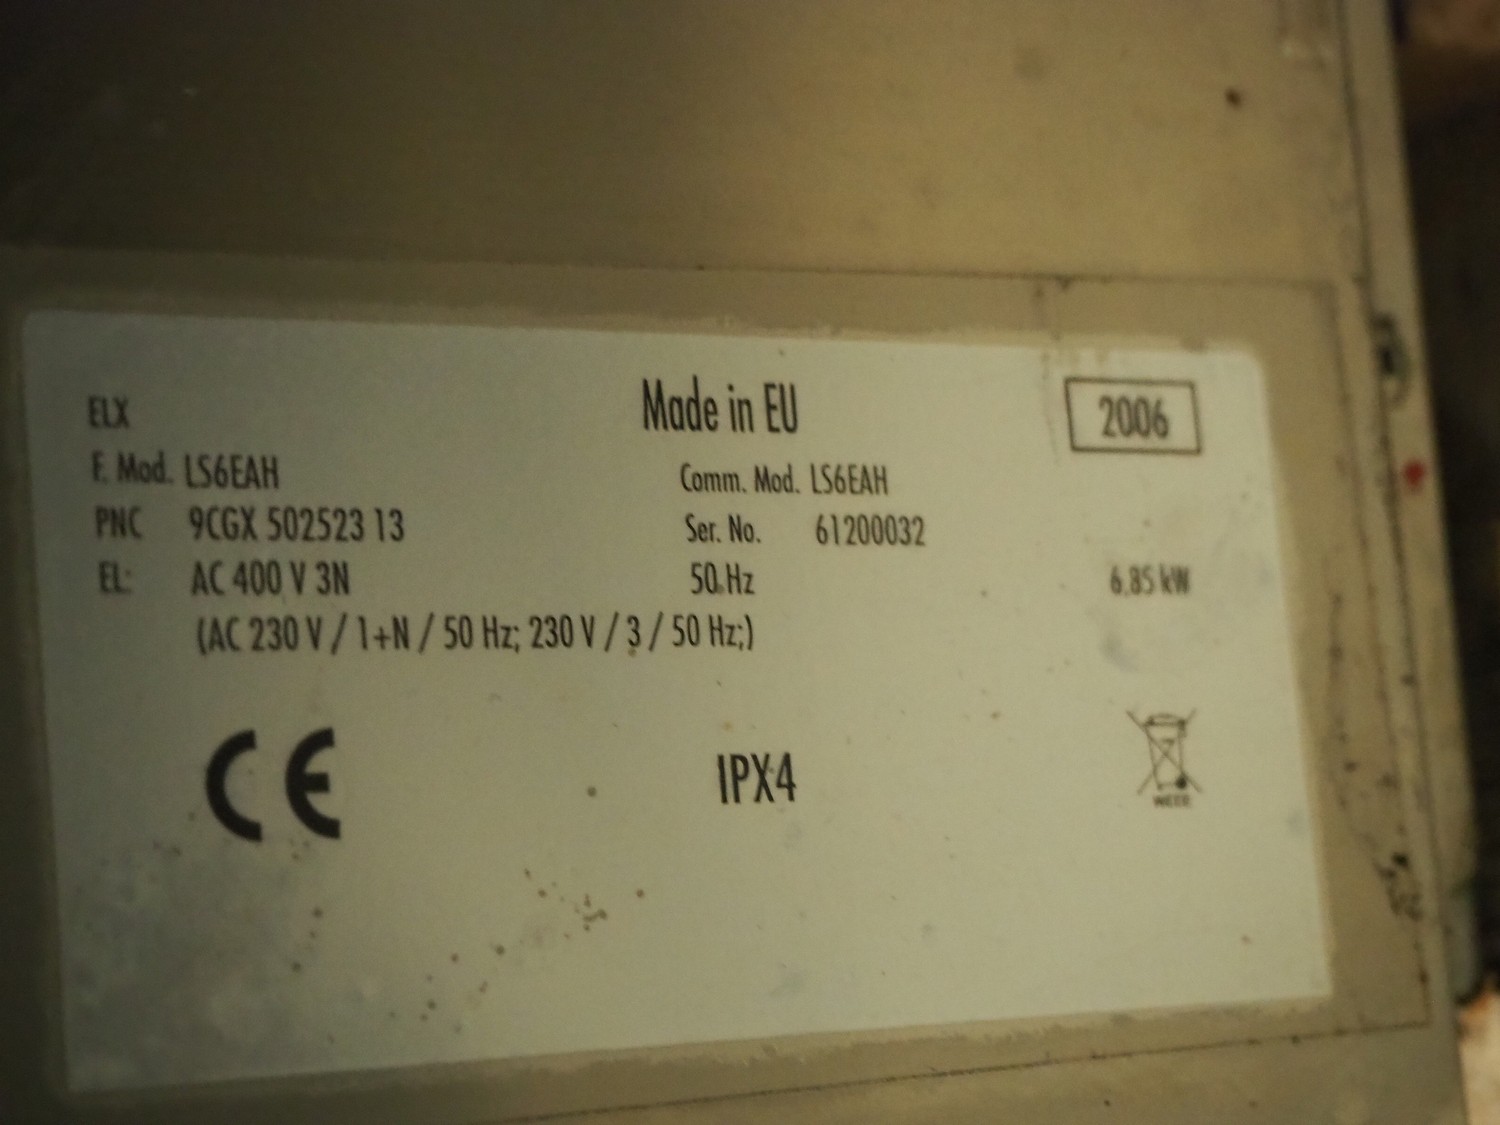 ELX Made in EU 2006
F. Mod. LS6EAH Comm. Mod. LS6EAH
PNC 9CGX 502523 13 Ser. No. 61200032
EL: AC 400 V 3N 50 Hz 6.85 kW
(AC 230 V / 1+N / 50 Hz; 230 V / 3 / 50 Hz;)
CE IPX4
WEEE